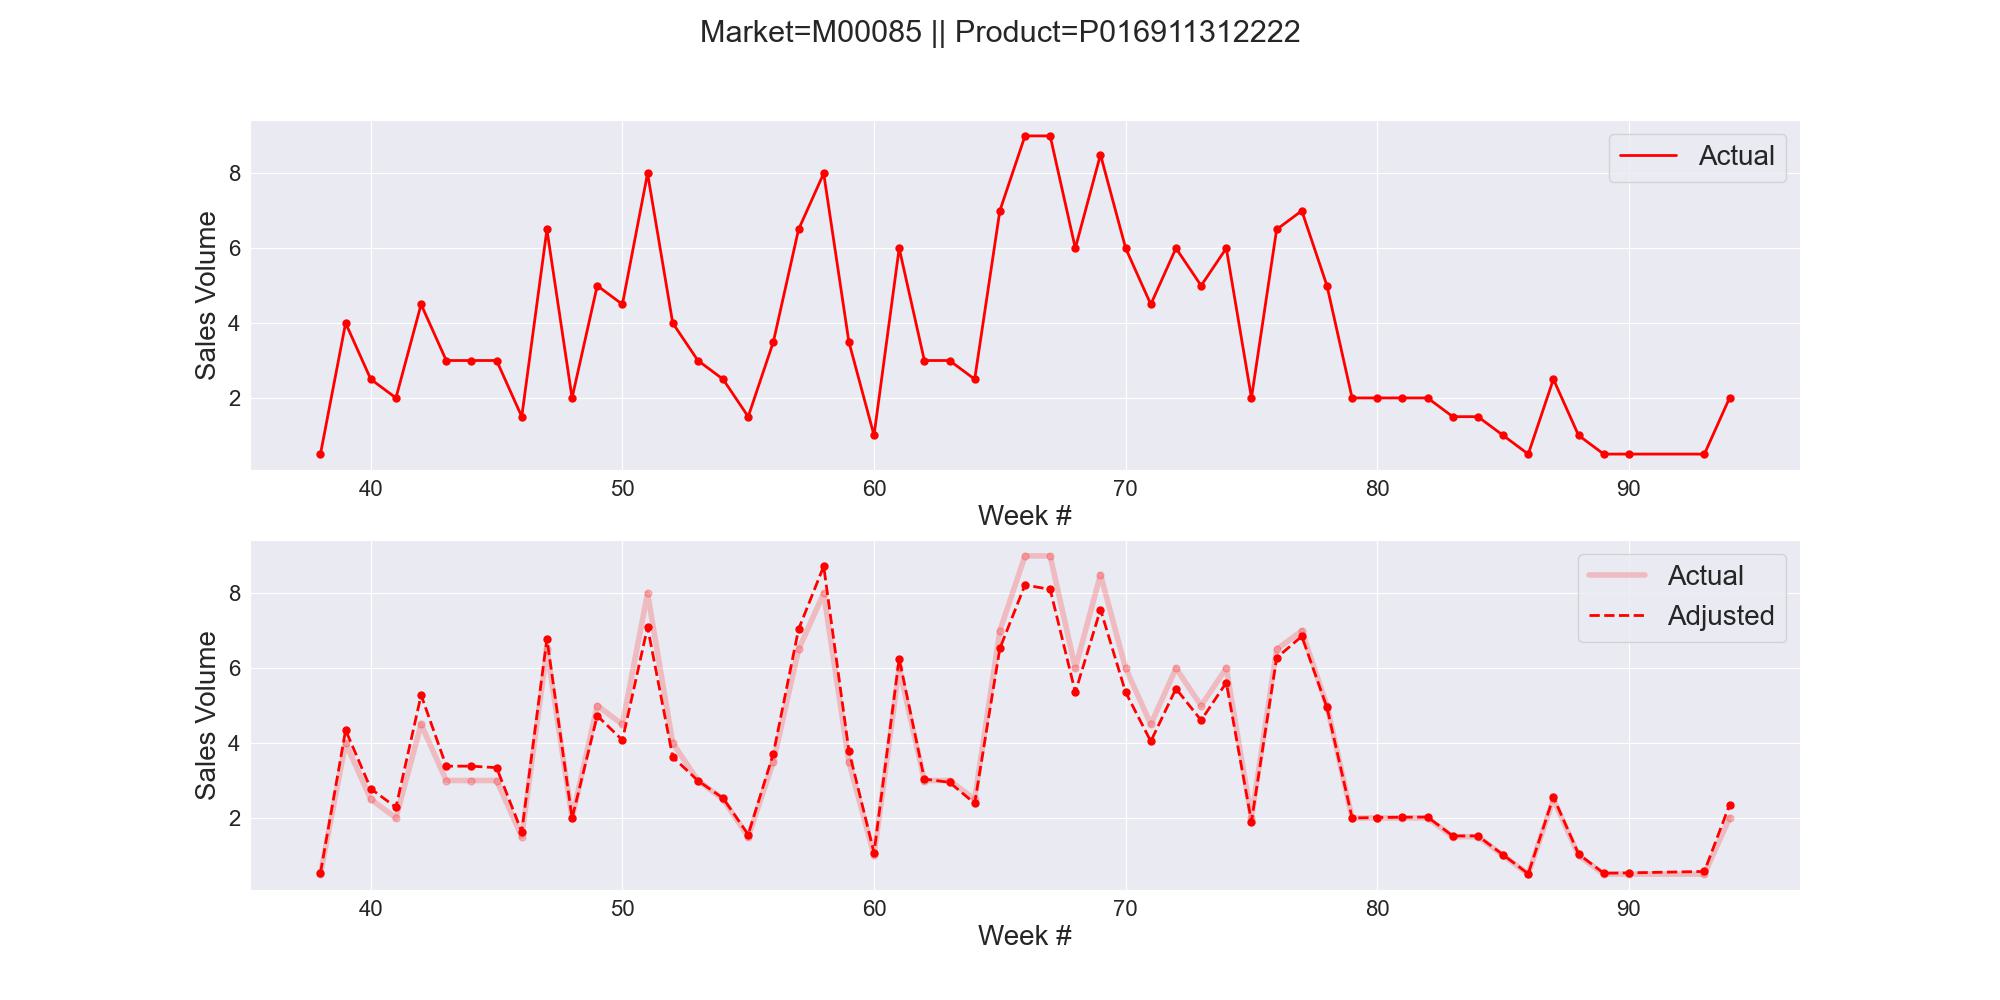 Market=M00085 || Product=P016911312222
Actual
8
6
4
2
Sales Volume
40 50 60 70 80 90
Week #
Actual
Adjusted
8
6
4
2
Sales Volume
40 50 60 70 80 90
Week #